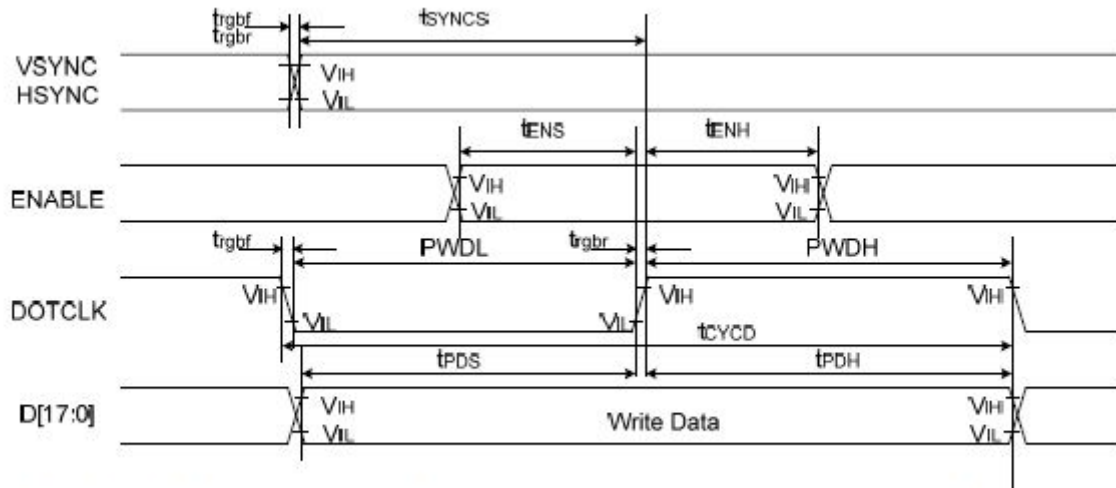 trgbf
trgbr
tSYNCS
VSYNC
HSYNC
VIH
VIL
tENS
tENH
ENABLE
VIH
VIL
VIH
VIL
trgbf
PWDL
trgbr
PWDH
DOTCLK
VIH
VIL
VIL
VIH
VIH
tCYCD
tPDS
tPDH
D[17:0]
VIH
VIL
Write Data
VIH
VIL